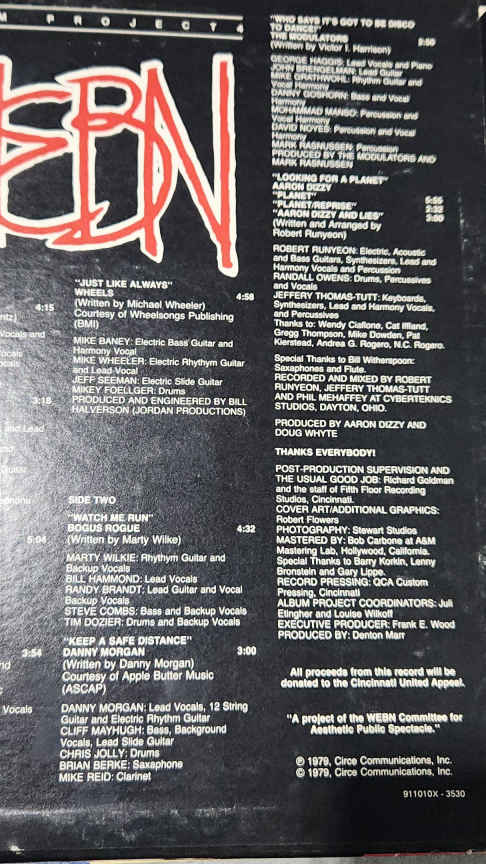 M PROJECT 4
WEBN
4:15
ntz)
Vocals and
ocals
ocal
3:18
and Lead
and
Guitar
5:04
3:54
nd
Vocals
"JUST LIKE ALWAYS"
WHEELS 4:58
(Written by Michael Wheeler)
Courtesy of Wheelsongs Publishing
(BMI)
MIKE BANEY: Electric Bass Guitar and
Harmony Vocal
MIKE WHEELER: Electric Rhythym Guitar
and Lead Vocal
JEFF SEEMAN: Electric Slide Guitar
MIKEY FOELLGER: Drums
PRODUCED AND ENGINEERED BY BILL
HALVERSON (JORDAN PRODUCTIONS)
SIDE TWO
"WATCH ME RUN"
BOGUS ROGUE 4:32
(Written by Marty Wilke)
MARTY WILKIE: Rhythym Guitar and
Backup Vocals
BILL HAMMOND: Lead Vocals
RANDY BRANDT: Lead Guitar and Vocal
Backup Vocals
STEVE COMBS: Bass and Backup Vocals
TIM DOZIER: Drums and Backup Vocals
"KEEP A SAFE DISTANCE"
DANNY MORGAN 3:00
(Written by Danny Morgan)
Courtesy of Apple Butter Music
(ASCAP)
DANNY MORGAN: Lead Vocals, 12 String
Guitar and Electric Rhythm Guitar
CLIFF MAYHUGH: Bass, Background
Vocals, Lead Slide Guitar
CHRIS JOLLY: Drums
BRIAN BERKE: Saxophone
MIKE REID: Clarinet
"WHO SAYS IT'S GOT TO BE DISCO
TO DANCE!"
THE MODULATORS 2:50
(Written by Victor I. Harrison)
GEORGE HAGGIS: Lead Vocals and Piano
JOHN BRENGELMAN: Lead Guitar
MIKE GRATHWOHL: Rhythm Guitar and
Vocal Harmony
DANNY GOSHORN: Bass and Vocal
Harmony
MOHAMMAD MANSO: Percussion and
Vocal Harmony
DAVID NOYES: Percussion and Vocal
Harmony
MARK RASNUSSEN: Percussion
PRODUCED BY THE MODULATORS AND
MARK RASNUSSEN
"LOOKING FOR A PLANET"
AARON DIZZY
"PLANET" 5:55
"PLANET/REPRISE" 2:32
"AARON DIZZY AND LIES" 3:00
(Written and Arranged by
Robert Runyeon)
ROBERT RUNYEON: Electric, Acoustic
and Bass Guitars, Synthesizers, Lead and
Harmony Vocals and Percussion
RANDALL OWENS: Drums, Percussives
and Vocals
JEFFERY THOMAS-TUTT: Keyboards,
Synthesizers, Lead and Harmony Vocals,
and Percussives
Thanks to: Wendy Ciallone, Cat Iffland,
Gregg Thompson, Mike Dowden, Pat
Kierstead, Andrea G. Rogero, N.C. Rogero.
Special Thanks to Bill Witherspoon:
Saxaphones and Flute.
RECORDED AND MIXED BY ROBERT
RUNYEON, JEFFERY THOMAS-TUTT
AND PHIL MEHAFFEY AT CYBERTEKNICS
STUDIOS, DAYTON, OHIO.
PRODUCED BY AARON DIZZY AND
DOUG WHYTE
THANKS EVERYBODY!
POST-PRODUCTION SUPERVISION AND
THE USUAL GOOD JOB: Richard Goldman
and the staff of Fifth Floor Recording
Studios, Cincinnati.
COVER ART/ADDITIONAL GRAPHICS:
Robert Flowers
PHOTOGRAPHY: Stewart Studios
MASTERED BY: Bob Carbone at A&M
Mastering Lab, Hollywood, California.
Special Thanks to Barry Korkin, Lenny
Bronstein and Gary Lippe.
RECORD PRESSING: QCA Custom
Pressing, Cincinnati
ALBUM PROJECT COORDINATORS: Juli
Etingher and Louise Wilkoff
EXECUTIVE PRODUCER: Frank E. Wood
PRODUCED BY: Denton Marr
All proceeds from this record will be
donated to the Cincinnati United Appeal.
"A project of the WEBN Committee for
Aesthetic Public Spectacle."
℗ 1979, Circe Communications, Inc.
© 1979, Circe Communications, Inc.
911010X - 3530